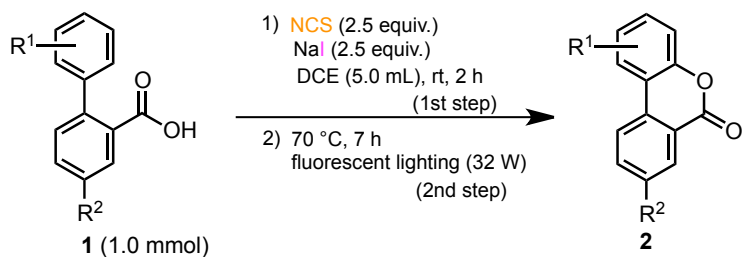 R¹
O
OH
R²
1 (1.0 mmol)
1) NCS (2.5 equiv.)
NaI (2.5 equiv.)
DCE (5.0 mL), rt, 2 h
(1st step)
2) 70 °C, 7 h
fluorescent lighting (32 W)
(2nd step)
R¹
O
O
R²
2